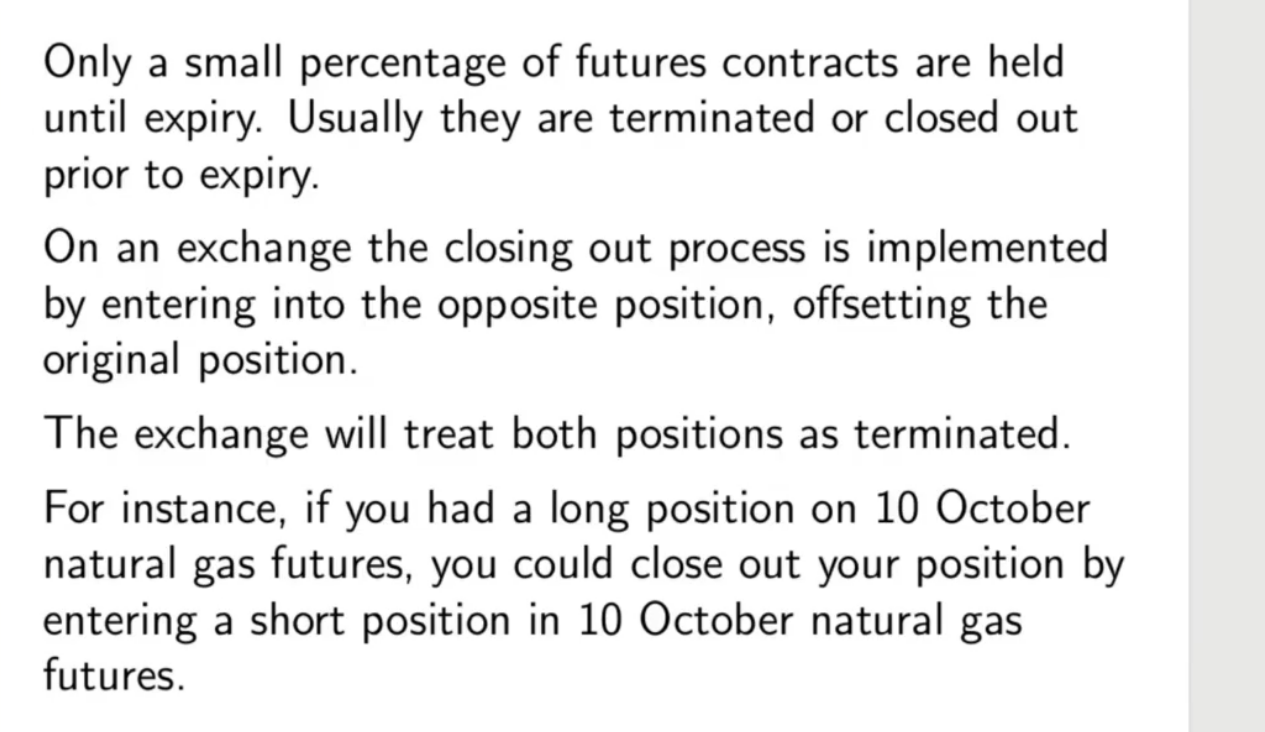 Only a small percentage of futures contracts are held
until expiry. Usually they are terminated or closed out
prior to expiry.
On an exchange the closing out process is implemented
by entering into the opposite position, offsetting the
original position.
The exchange will treat both positions as terminated.
For instance, if you had a long position on 10 October
natural gas futures, you could close out your position by
entering a short position in 10 October natural gas
futures.